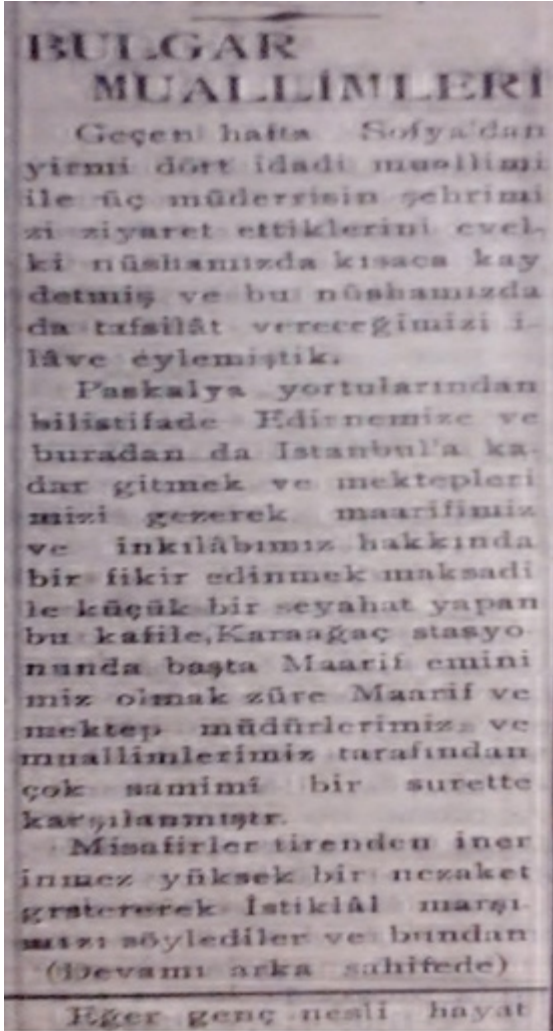 BULGAR
MUALLİMLERİ
Geçen hafta Sofya'dan
yirmi dört idadi muallimi
ile üç müderrisin şehrimi
zi ziyaret ettiklerini evel-
ki nüshamızda kısaca kay
detmiş ve bu nüshamızda
da tafsilât vereceğimizi i-
lâve eylemiştik.
Paskalya yortularından
bilistifade Edirnemize ve
buradan da İstanbul'a ka-
dar gitmek ve mektepleri
mizi gezerek maarifimiz
ve inkılâbımız hakkında
bir fikir edinmek maksadi
le küçük bir seyahat yapan
bu kafile, Karaağaç stasyo
nunda başta Maarif emini
miz olmak züre Maarif ve
mektep müdürlerimiz ve
muallimlerimiz tarafından
çok samimî bir surette
karşılanmıştr.
Misafirler tirenden iner
inmez yüksek bir nezaket
grstererek İstiklâl marşı-
mızı söylediler ve bundan
(Devamı arka sahifede)
Eğer genç nesli hayat